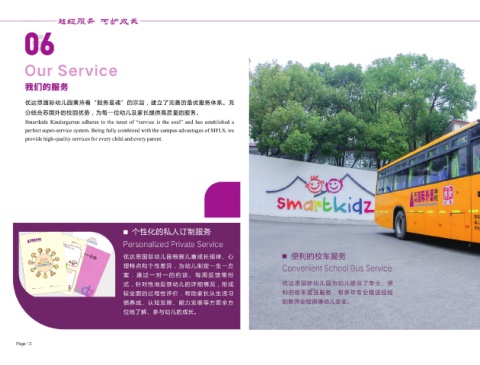 超级服务 呵护成长
06
Our Service
我们的服务
优达思国际幼儿园秉持着“服务是魂”的宗旨，建立了完善的最优服务体系。充
分结合苏国外的校园优势，为每一位幼儿及家长提供高质量的服务。
Smartkids Kindergarten adheres to the tenet of "service is the soul" and has established a
perfect super-service system. Being fully combined with the campus advantages of SIFLS, we
provide high-quality services for every child and every parent.
smartkidz
■ 个性化的私人订制服务
Personalized Private Service
优达思国际幼儿园根据儿童成长规律、心
理特点和个性差异，为幼儿制定一生一方
案，通过一对一的约谈、每周反馈等形
式，针对性地反馈幼儿的详细情况，形成
较全面的过程性评价，帮助家长从生活习
惯养成、认知发展、能力发展等方面全方
位地了解、参与幼儿的成长。
■ 便利的校车服务
Convenient School Bus Service
优达思国际幼儿园为幼儿提供了专业、便
利的校车接送服务，有多年专业接送经验
的老师全程保障幼儿安全。
Page 12